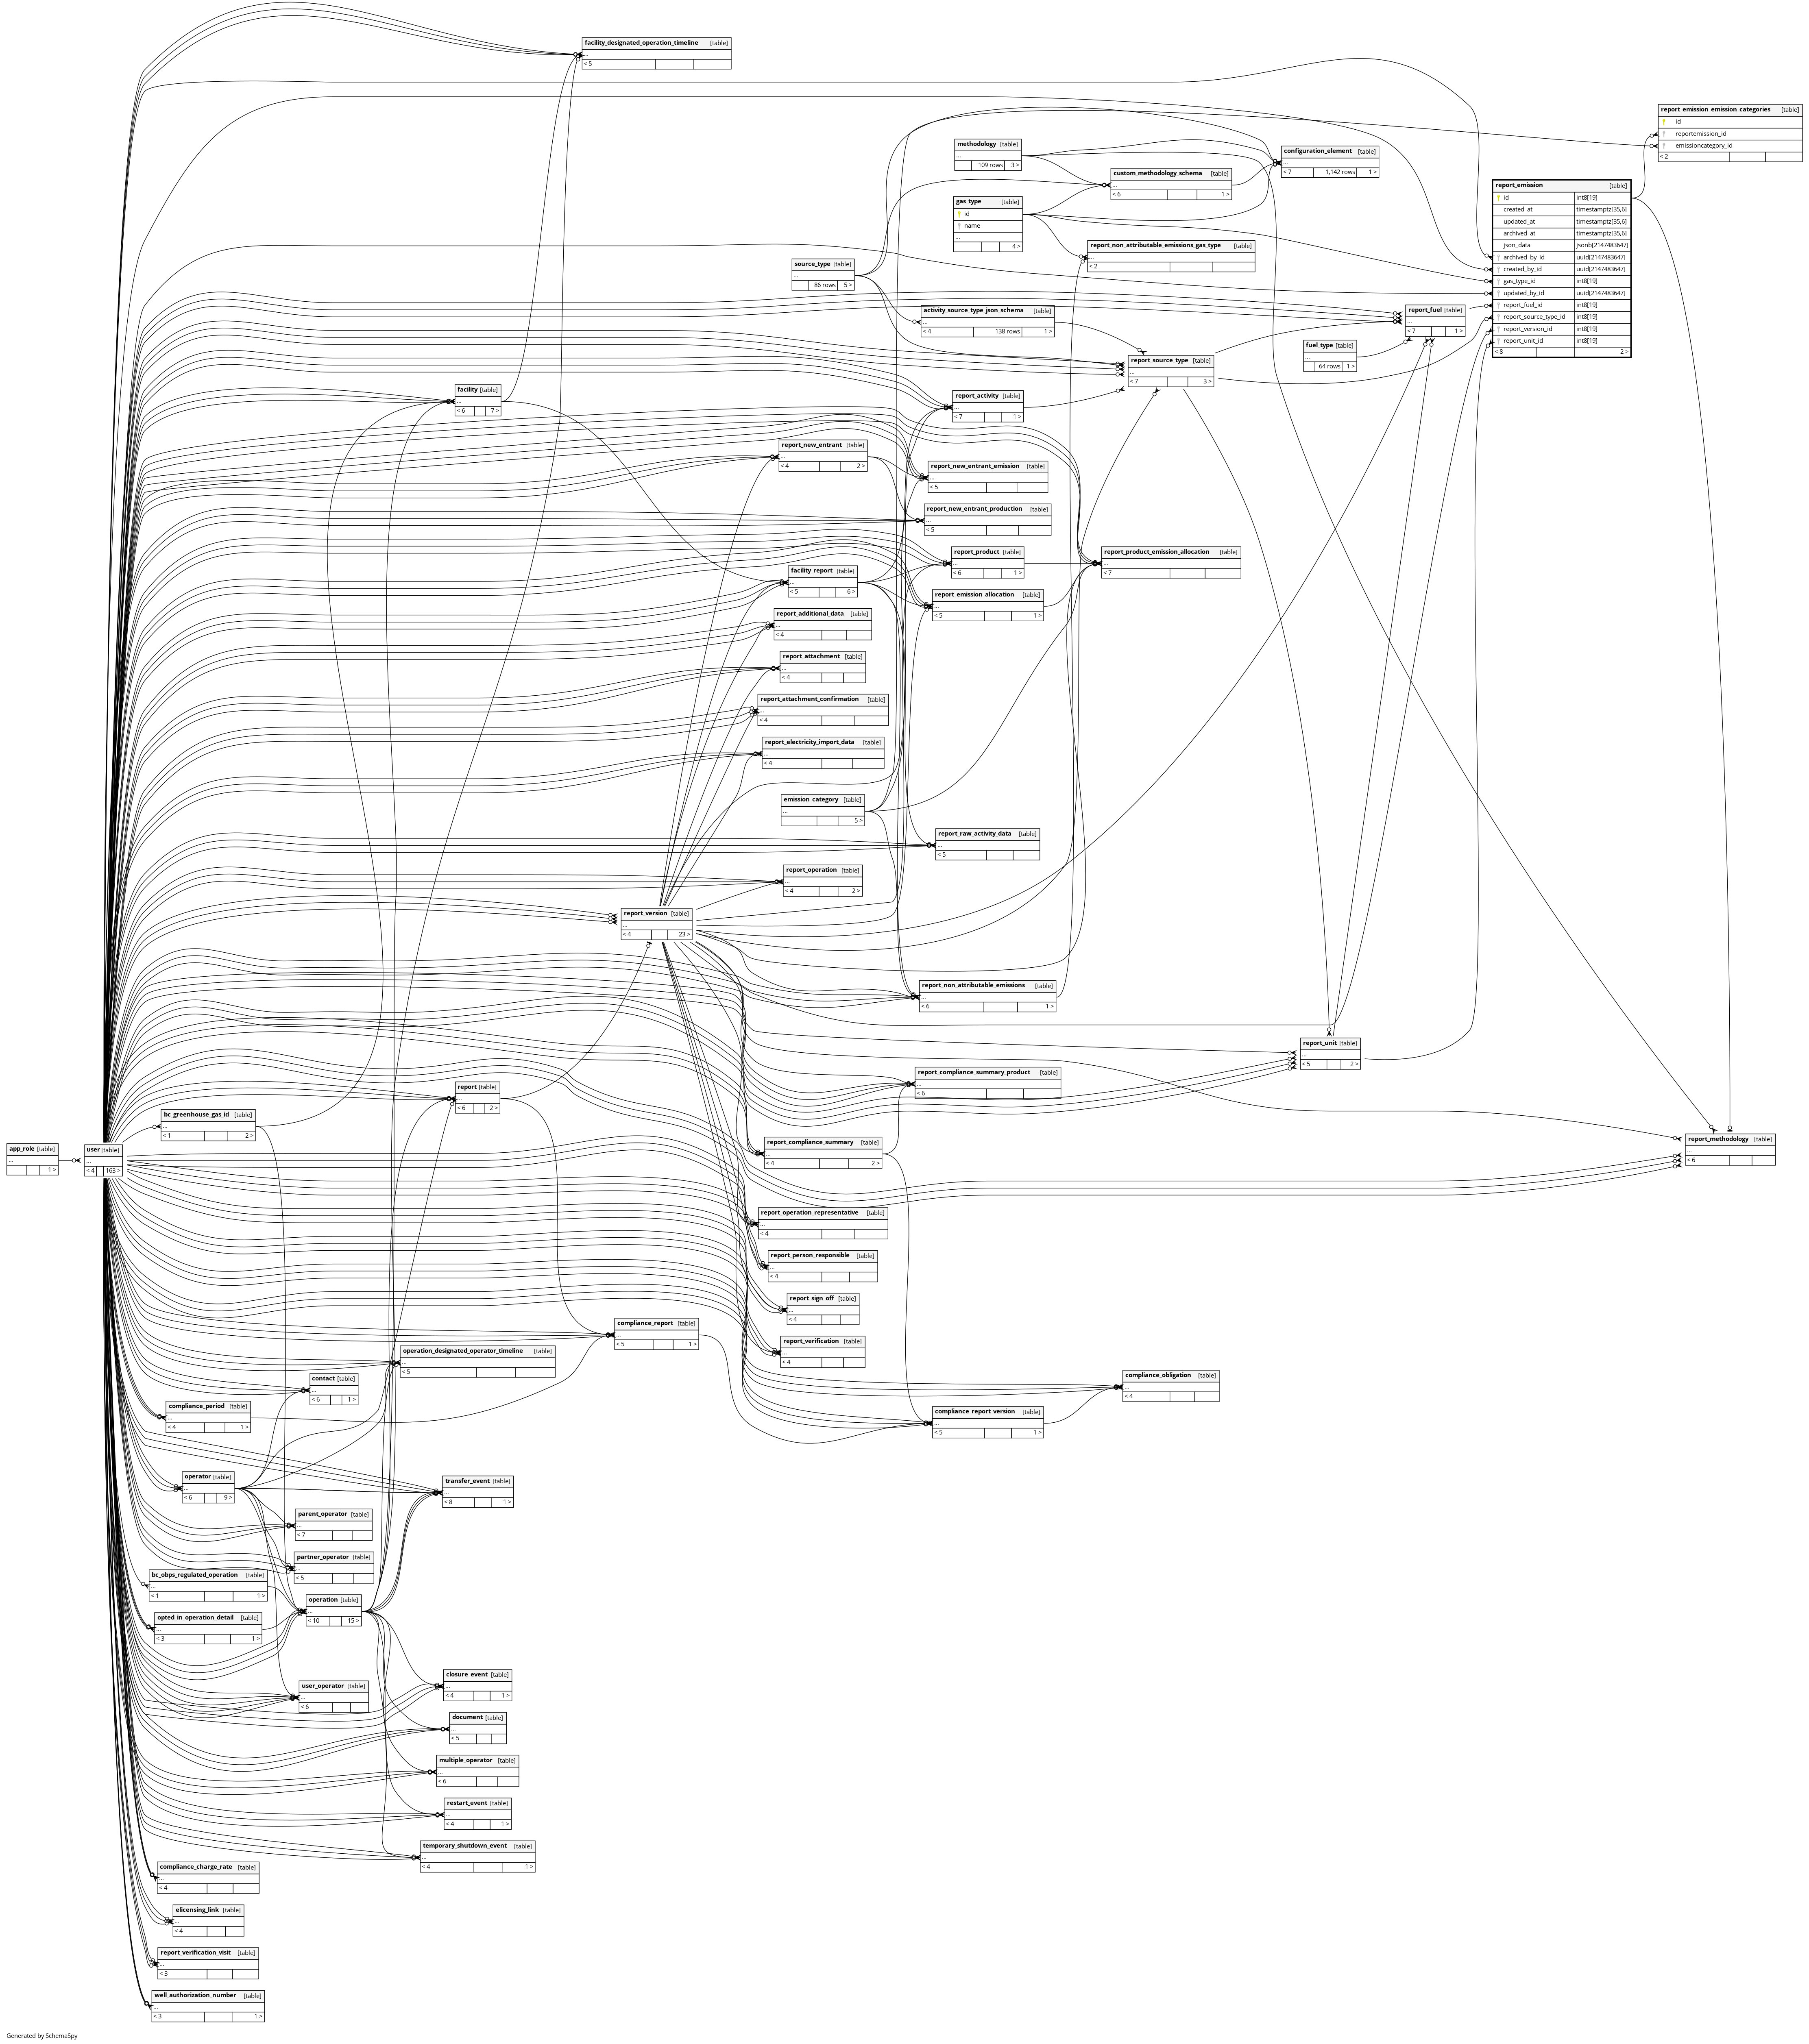 facility_designated_operation_timeline [table]
...
< 5
report_emission_emission_categories [table]
id
reportemission_id
emissioncategory_id
< 2
methodology [table]
...
109 rows 3 >
configuration_element [table]
...
< 7 1,142 rows 1 >
custom_methodology_schema [table]
...
< 6 1 >
report_emission [table]
id int8[19]
created_at timestamptz[35,6]
updated_at timestamptz[35,6]
archived_at timestamptz[35,6]
json_data jsonb[2147483647]
archived_by_id uuid[2147483647]
created_by_id uuid[2147483647]
gas_type_id int8[19]
updated_by_id uuid[2147483647]
report_fuel_id int8[19]
report_source_type_id int8[19]
report_version_id int8[19]
report_unit_id int8[19]
< 8 2 >
gas_type [table]
id
name
...
4 >
report_non_attributable_emissions_gas_type [table]
...
< 2
source_type [table]
...
86 rows 5 >
activity_source_type_json_schema [table]
...
< 4 138 rows 1 >
report_fuel [table]
...
< 7 1 >
fuel_type [table]
...
64 rows 1 >
report_source_type [table]
...
< 7 3 >
facility [table]
...
< 6 7 >
report_activity [table]
...
< 7 1 >
report_new_entrant [table]
...
< 4 2 >
report_new_entrant_emission [table]
...
< 5
report_new_entrant_production [table]
...
< 5
report_product [table]
...
< 6 1 >
report_product_emission_allocation [table]
...
< 7
facility_report [table]
...
< 5 6 >
report_emission_allocation [table]
...
< 5 1 >
report_additional_data [table]
...
< 4
report_attachment [table]
...
< 4
report_attachment_confirmation [table]
...
< 4
report_electricity_import_data [table]
...
< 4
emission_category [table]
...
5 >
report_raw_activity_data [table]
...
< 5
report_operation [table]
...
< 4 2 >
report_version [table]
...
< 4 23 >
report_non_attributable_emissions [table]
...
< 6 1 >
report_unit [table]
...
< 5 2 >
report_compliance_summary_product [table]
...
< 6
report [table]
...
< 6 2 >
bc_greenhouse_gas_id [table]
...
< 1 2 >
report_methodology [table]
...
< 6
report_compliance_summary [table]
...
< 4 2 >
app_role [table]
...
1 >
user [table]
...
< 4 163 >
report_operation_representative [table]
...
< 4
report_person_responsible [table]
...
< 4
report_sign_off [table]
...
< 4
compliance_report [table]
...
< 5 1 >
report_verification [table]
...
< 4
operation_designated_operator_timeline [table]
...
< 5
contact [table]
...
< 6 1 >
compliance_obligation [table]
...
< 4
compliance_period [table]
...
< 4 1 >
compliance_report_version [table]
...
< 5 1 >
operator [table]
...
< 6 9 >
transfer_event [table]
...
< 8 1 >
parent_operator [table]
...
< 7
partner_operator [table]
...
< 5
bc_obps_regulated_operation [table]
...
< 1 1 >
operation [table]
...
< 10 15 >
opted_in_operation_detail [table]
...
< 3 1 >
closure_event [table]
...
< 4 1 >
user_operator [table]
...
< 6
document [table]
...
< 5
multiple_operator [table]
...
< 6
restart_event [table]
...
< 4 1 >
temporary_shutdown_event [table]
...
< 4 1 >
compliance_charge_rate [table]
...
< 4
elicensing_link [table]
...
< 4
report_verification_visit [table]
...
< 3
well_authorization_number [table]
...
< 3 1 >
Generated by SchemaSpy